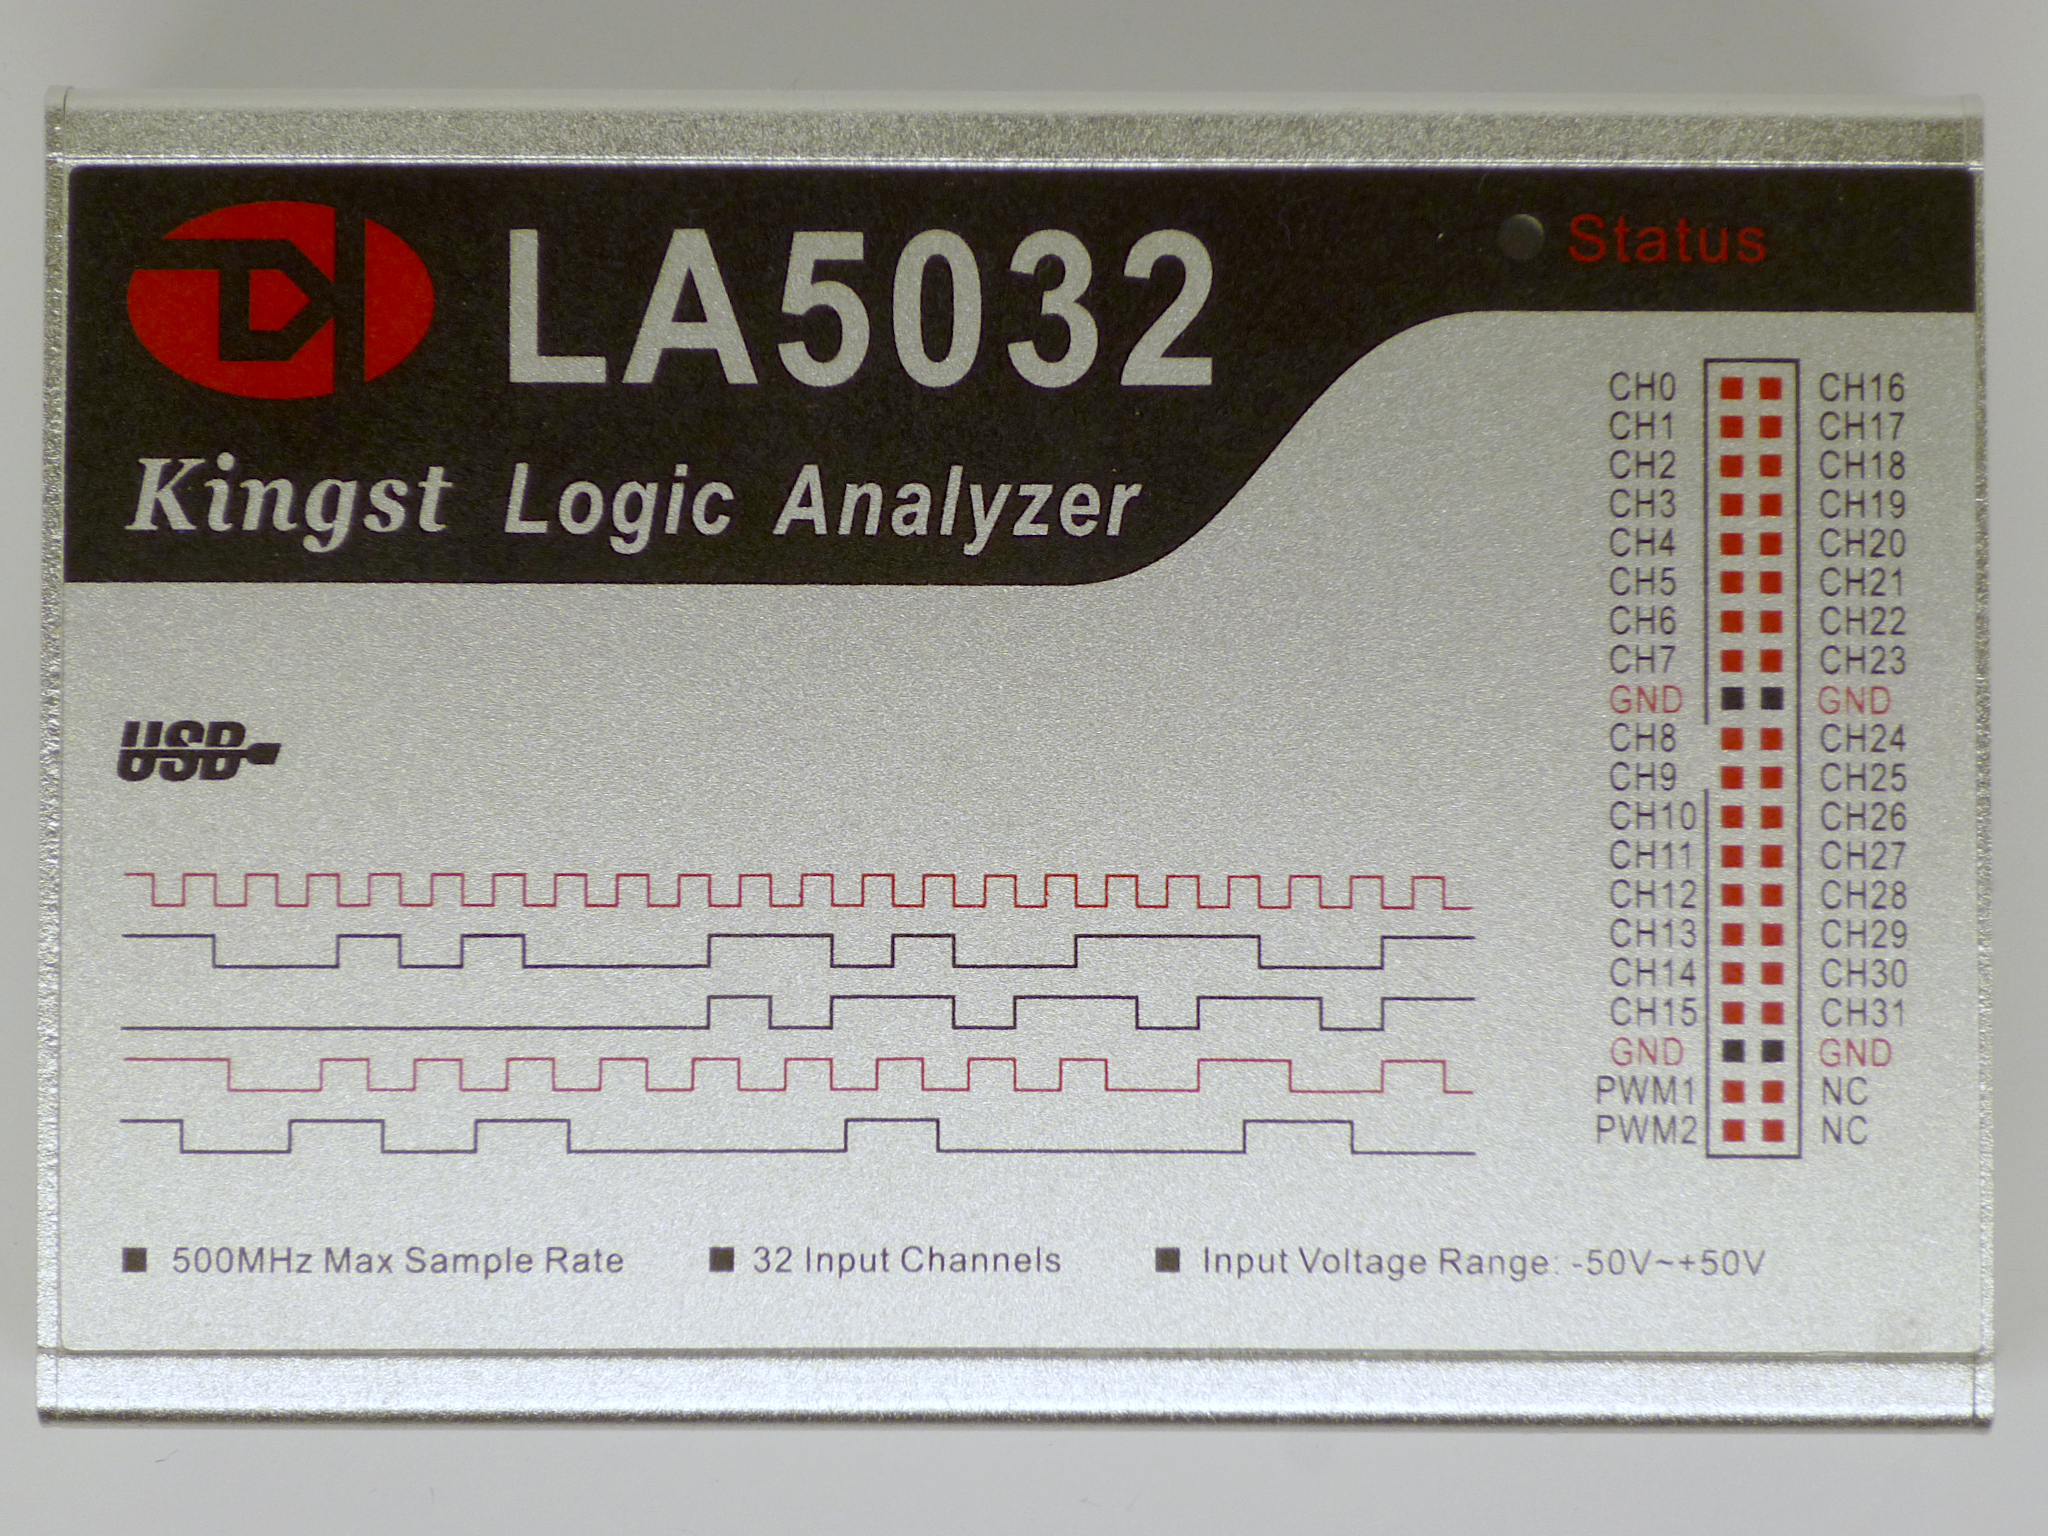 LA5032
Status
Kingst Logic Analyzer
CH0 CH16
CH1 CH17
CH2 CH18
CH3 CH19
CH4 CH20
CH5 CH21
CH6 CH22
CH7 CH23
GND GND
CH8 CH24
CH9 CH25
CH10 CH26
CH11 CH27
CH12 CH28
CH13 CH29
CH14 CH30
CH15 CH31
GND GND
PWM1 NC
PWM2 NC
USB
500MHz Max Sample Rate
32 Input Channels
Input Voltage Range: -50V~+50V